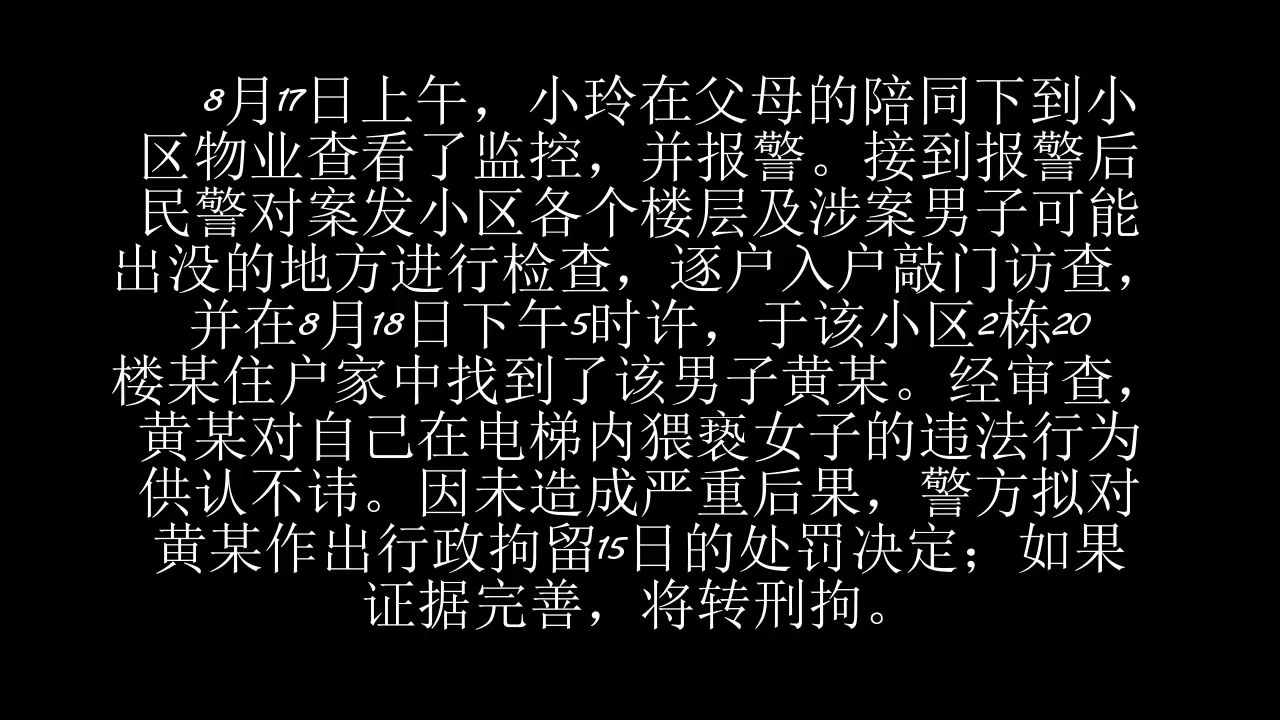 8月17日上午，小玲在父母的陪同下到小
区物业查看了监控，并报警。接到报警后
民警对案发小区各个楼层及涉案男子可能
出没的地方进行检查，逐户入户敲门访查，
并在8月18日下午5时许，于该小区2栋20
楼某住户家中找到了该男子黄某。经审查，
黄某对自己在电梯内猥亵女子的违法行为
供认不讳。因未造成严重后果，警方拟对
黄某作出行政拘留15日的处罚决定；如果
证据完善，将转刑拘。